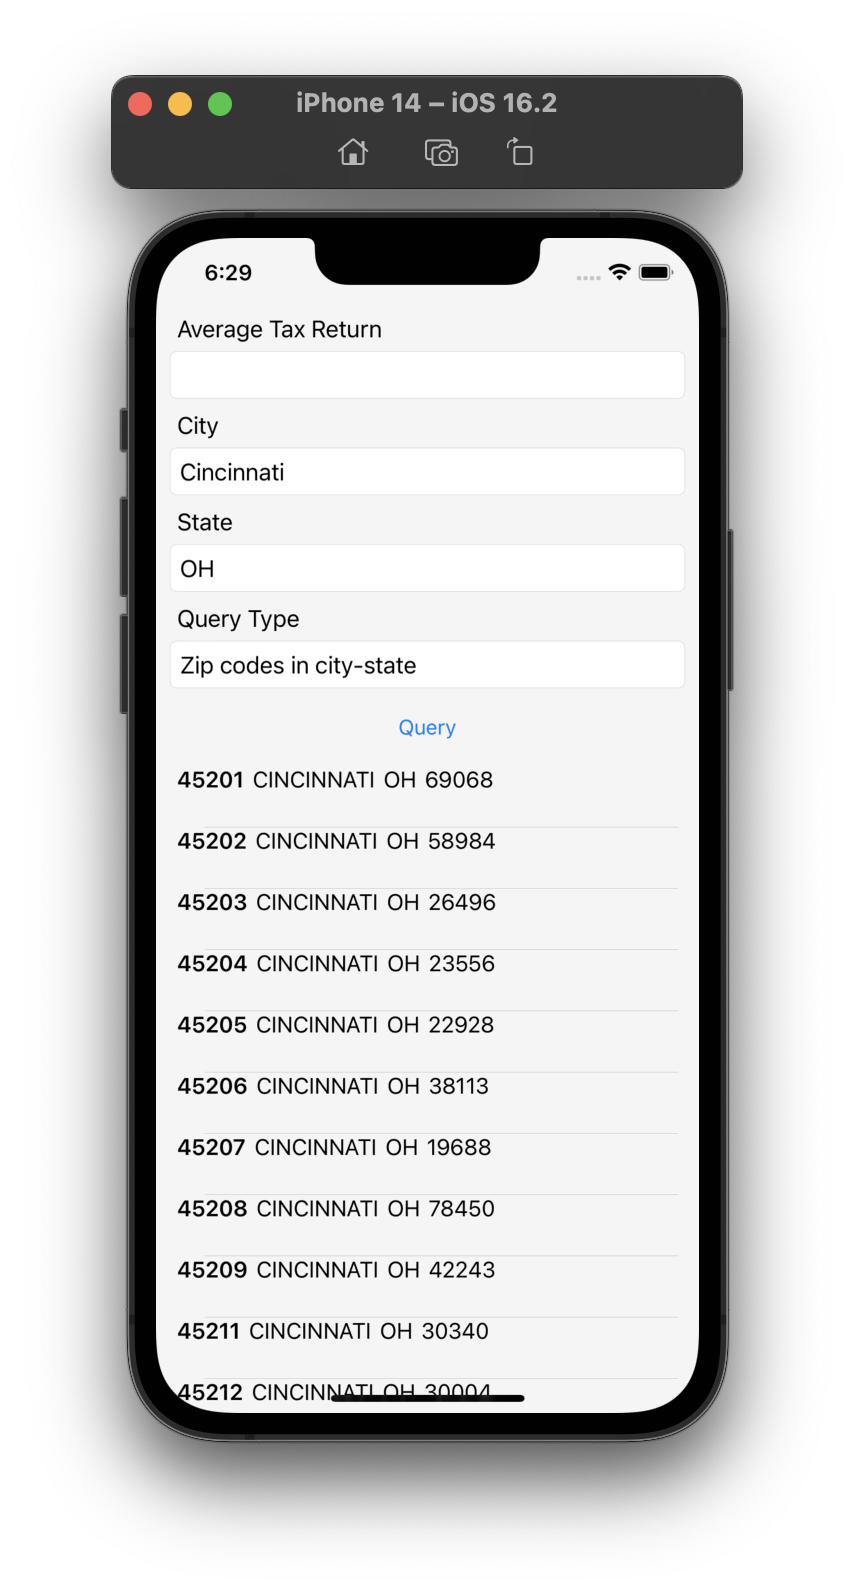 iPhone 14 – iOS 16.2
6:29
Average Tax Return
City
Cincinnati
State
OH
Query Type
Zip codes in city-state
Query
45201 CINCINNATI OH 69068
45202 CINCINNATI OH 58984
45203 CINCINNATI OH 26496
45204 CINCINNATI OH 23556
45205 CINCINNATI OH 22928
45206 CINCINNATI OH 38113
45207 CINCINNATI OH 19688
45208 CINCINNATI OH 78450
45209 CINCINNATI OH 42243
45211 CINCINNATI OH 30340
45212 CINCINNATI OH 30004